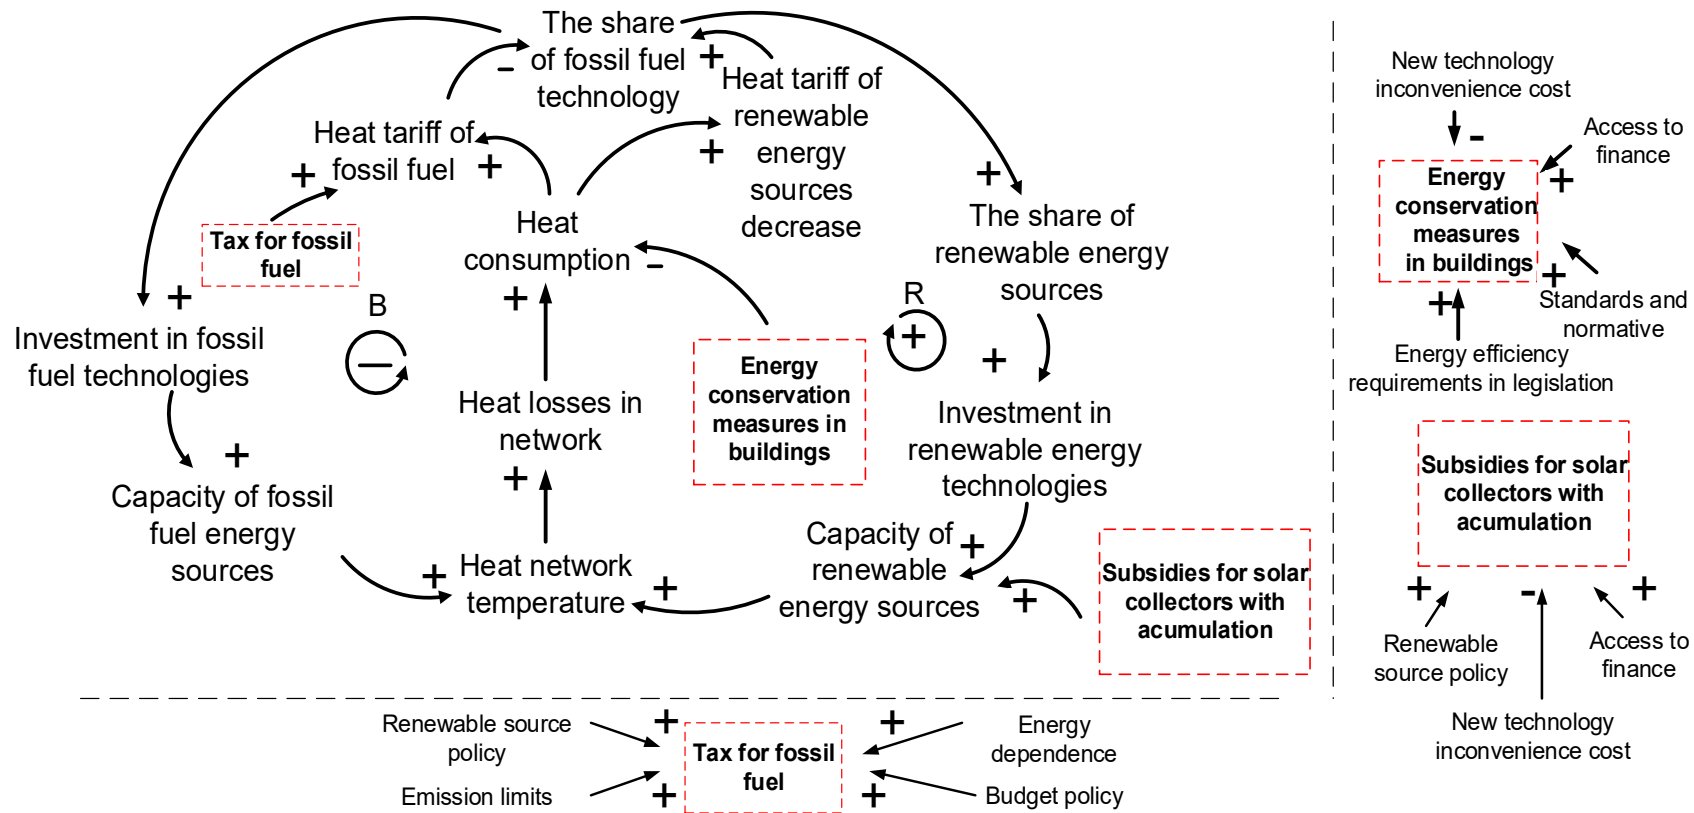 The share
of fossil fuel
technology
Heat tariff of
renewable
energy
sources
decrease
Heat tariff of
fossil fuel
Tax for fossil
fuel
Heat
consumption
The share of
renewable energy
sources
B
R
Investment in fossil
fuel technologies
Energy
conservation
measures in
buildings
Heat losses in
network
Investment in
renewable energy
technologies
Capacity of fossil
fuel energy
sources
Heat network
temperature
Capacity of
renewable
energy sources
Subsidies for solar
collectors with
acumulation
New technology
inconvenience cost
Access to
finance
Energy
conservation
measures
in buildings
Standards and
normative
Energy efficiency
requirements in legislation
Subsidies for solar
collectors with
acumulation
Renewable
source policy
Access to
finance
New technology
inconvenience cost
Renewable source
policy
Emission limits
Tax for fossil
fuel
Energy
dependence
Budget policy